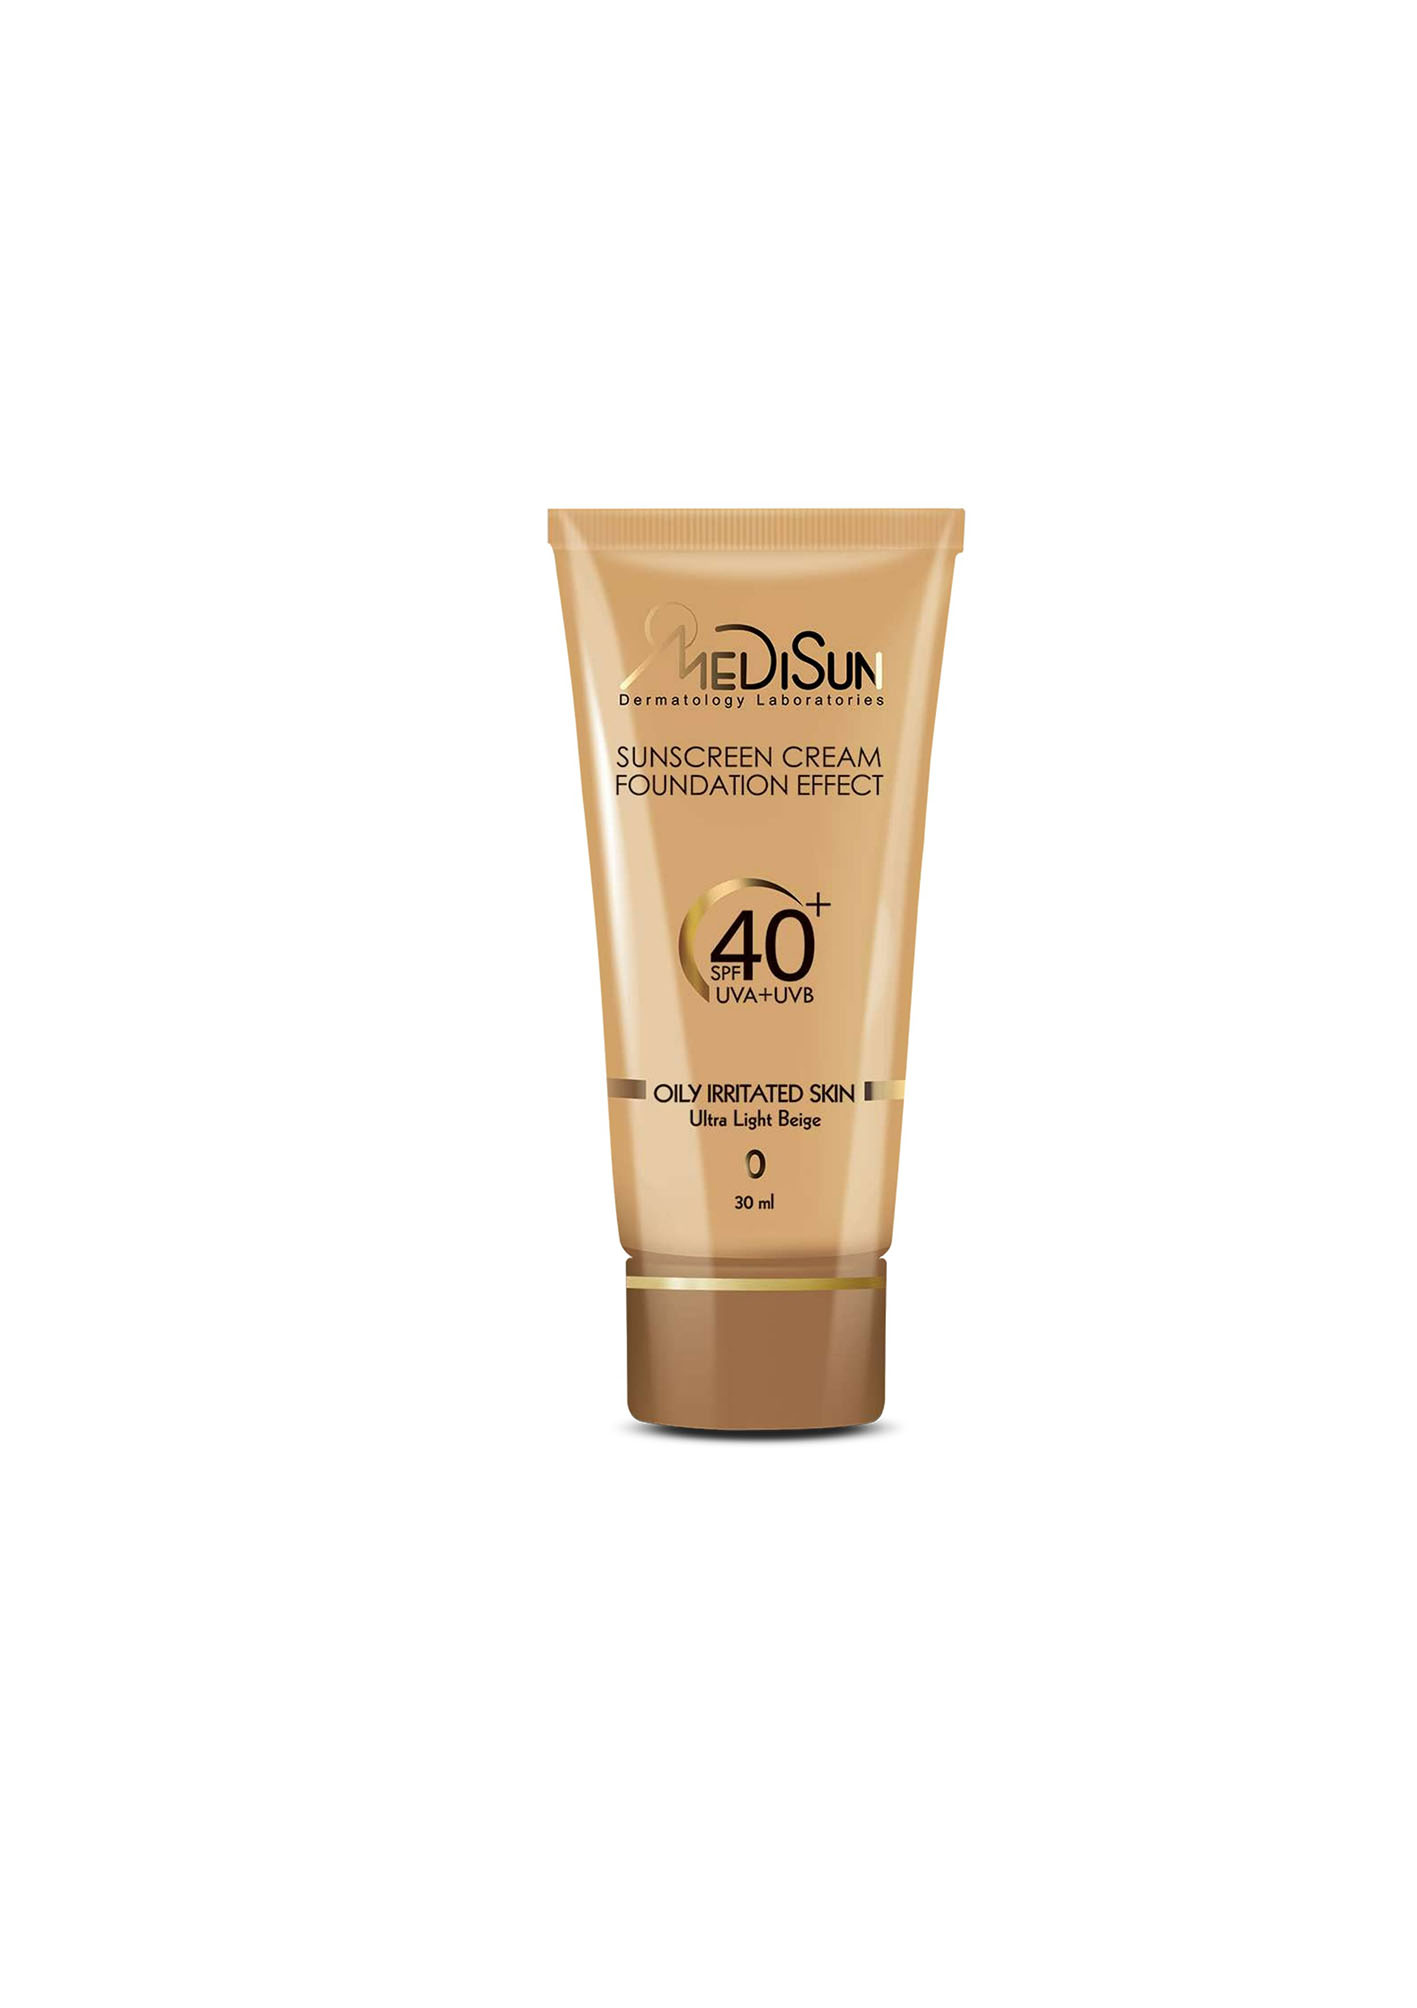 MEDISUN
Dermatology Laboratories
SUNSCREEN CREAM
FOUNDATION EFFECT
40+
SPF
UVA+UVB
OILY IRRITATED SKIN
Ultra Light Beige
0
30 ml